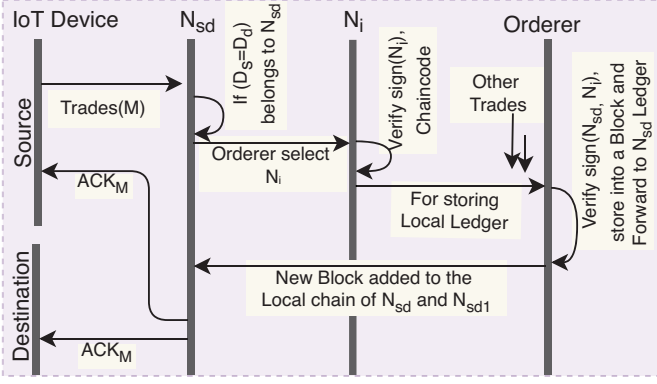 IoT Device
N_sd
N_i
Orderer
Source
Trades(M)
If (D_s=D_d)
belongs to N_sd
Verify sign(N_i),
Chaincode
Other
Trades
Verify sign(N_sd, N_i),
store into a Block and
Forward to N_sd Ledger
Orderer select
N_i
ACK_M
For storing
Local Ledger
New Block added to the
Local chain of N_sd and N_sd1
Destination
ACK_M